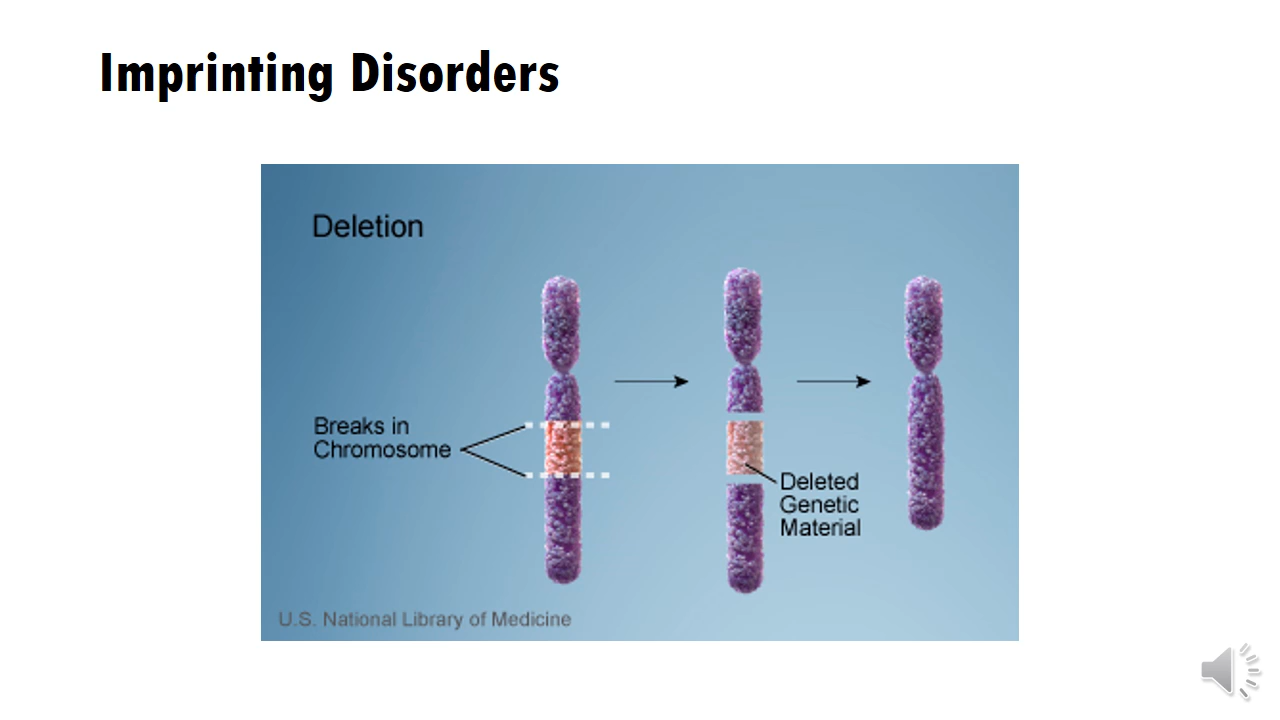 Imprinting Disorders
Deletion
Breaks in
Chromosome
Deleted
Genetic
Material
U.S. National Library of Medicine